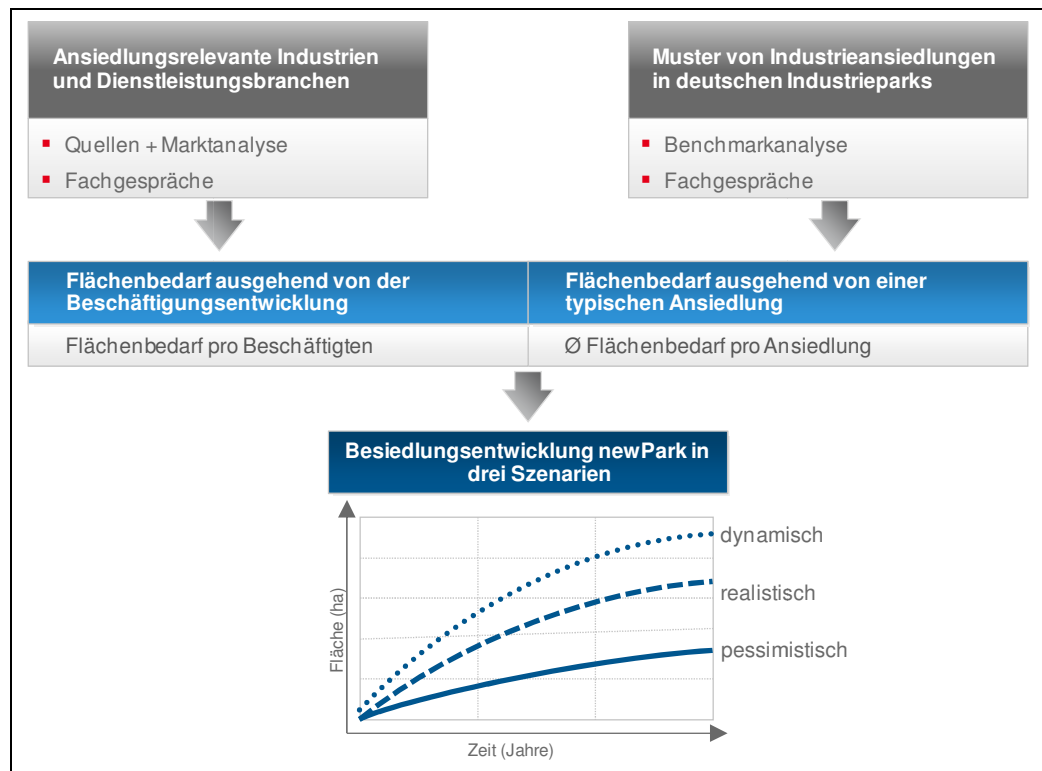 Ansiedlungsrelevante Industrien
und Dienstleistungsbranchen
▪ Quellen + Marktanalyse
▪ Fachgespräche
Muster von Industrieansiedlungen
in deutschen Industrieparks
▪ Benchmarkanalyse
▪ Fachgespräche
Flächenbedarf ausgehend von der
Beschäftigungsentwicklung
Flächenbedarf pro Beschäftigten
Flächenbedarf ausgehend von einer
typischen Ansiedlung
Ø Flächenbedarf pro Ansiedlung
Besiedlungsentwicklung newPark in
drei Szenarien
dynamisch
realistisch
pessimistisch
Fläche (ha)
Zeit (Jahre)